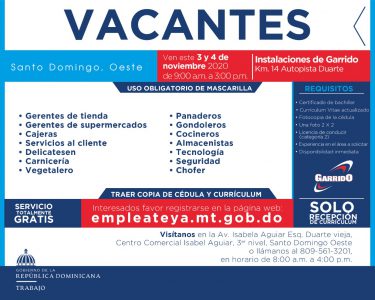 VACANTES
Santo Domingo, Oeste
Ven este 3 y 4 de
noviembre 2020
de 9:00 a.m. a 3:00 p.m.
Instalaciones de Garrido
Km. 14 Autopista Duarte
USO OBLIGATORIO DE MASCARILLA
• Gerentes de tienda
• Gerentes de supermercados
• Cajeras
• Servicios al cliente
• Delicatesen
• Carnicería
• Vegetalero
• Panaderos
• Gondoleros
• Cocineros
• Almacenistas
• Tecnología
• Seguridad
• Chofer
REQUISITOS
• Certificado de bachiller
• Curriculum Vitae actualizado
• Fotocopia de la cédula
• Una foto 2 X 2
• Licencia de conducir
(categoría 2)
• Experiencia en el área a solicitar
• Disponibilidad inmediata
GARRIDO
TRAER COPIA DE CÉDULA Y CURRÍCULUM
SERVICIO
TOTALMENTE
GRATIS
Interesados favor registrarse en la página web:
empleateya.mt.gob.do
SOLO
RECEPCIÓN
DE CURRÍCULUM
Visítanos en la Av. Isabela Aguiar Esq. Duarte vieja,
Centro Comercial Isabel Aguiar, 3er nivel, Santo Domingo Oeste
o llámanos al 809-561-3201,
en horario de 8:00 a.m. a 4:00 p.m.
GOBIERNO DE LA
REPÚBLICA DOMINICANA
TRABAJO